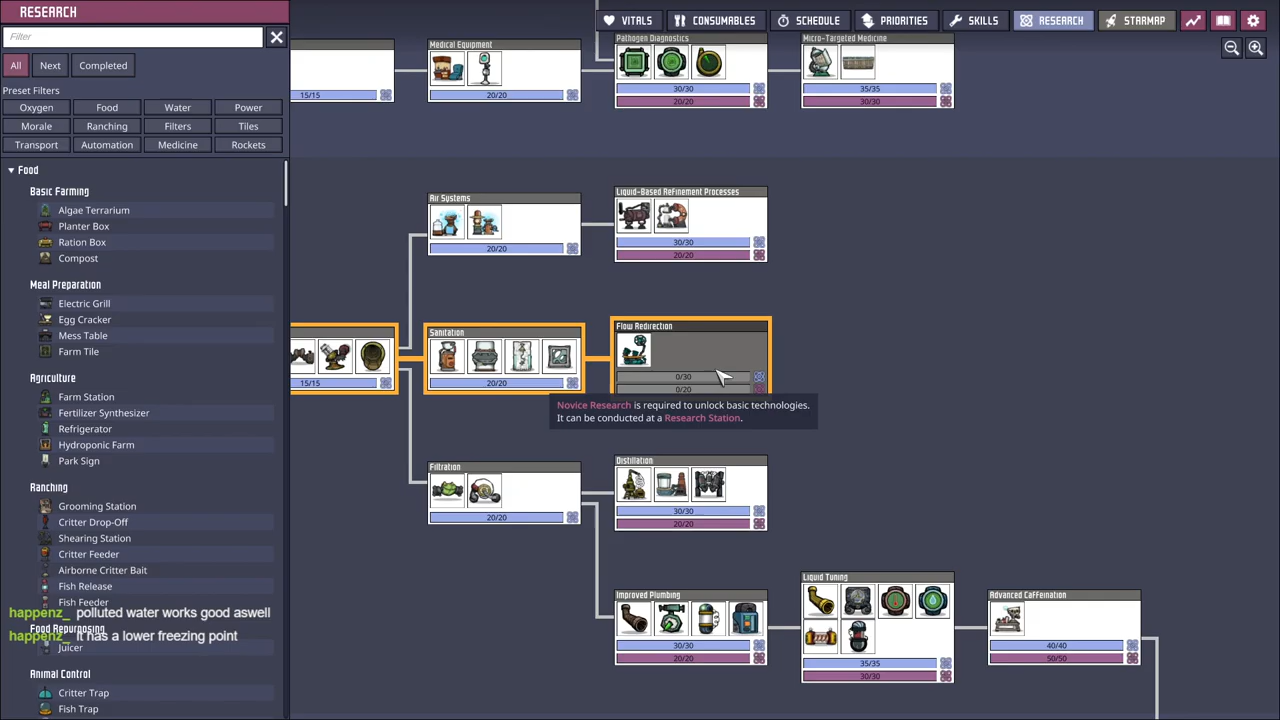 RESEARCH
VITALS
CONSUMABLES
SCHEDULE
PRIORITIES
SKILLS
RESEARCH
STARMAP
Filter
All
Next
Completed
Preset Filters
Oxygen
Food
Water
Power
Morale
Ranching
Filters
Tiles
Transport
Automation
Medicine
Rockets
Food
Basic Farming
Algae Terrarium
Planter Box
Ration Box
Compost
Meal Preparation
Electric Grill
Egg Cracker
Mess Table
Farm Tile
Agriculture
Farm Station
Fertilizer Synthesizer
Refrigerator
Hydroponic Farm
Park Sign
Ranching
Grooming Station
Critter Drop-Off
Shearing Station
Critter Feeder
Airborne Critter Bait
Fish Release
Fish Feeder
happenz_ polluted water works good aswell
Food Repurposing
happenz_ it has a lower freezing point
Juicer
Animal Control
Critter Trap
Fish Trap
15/15
Medical Equipment
20/20
Pathogen Diagnostics
30/30
20/20
Micro-Targeted Medicine
35/35
30/30
Air Systems
20/20
Liquid-Based Refinement Processes
30/30
20/20
15/15
Sanitation
20/20
Flow Redirection
0/30
0/20
Novice Research is required to unlock basic technologies.
It can be conducted at a Research Station.
Filtration
20/20
Distillation
30/30
20/20
Improved Plumbing
30/30
20/20
Liquid Tuning
35/35
30/30
Advanced Caffeination
40/40
50/50